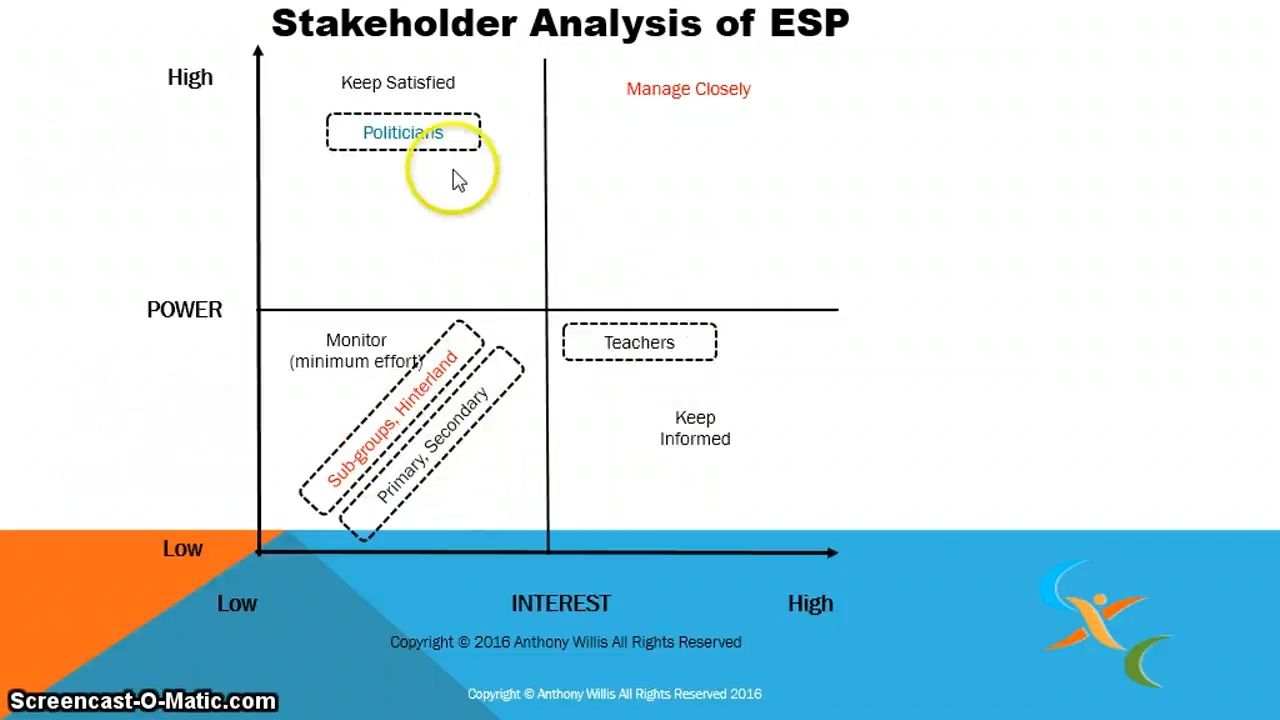 Stakeholder Analysis of ESP
High
Keep Satisfied
Manage Closely
Politicians
POWER
Monitor
(minimum effort)
Teachers
Sub-groups, Hinterland
Primary, Secondary
Keep
Informed
Low
Low
INTEREST
High
Copyright © 2016 Anthony Willis All Rights Reserved
Copyright © Anthony Willis All Rights Reserved 2016
Screencast-O-Matic.com